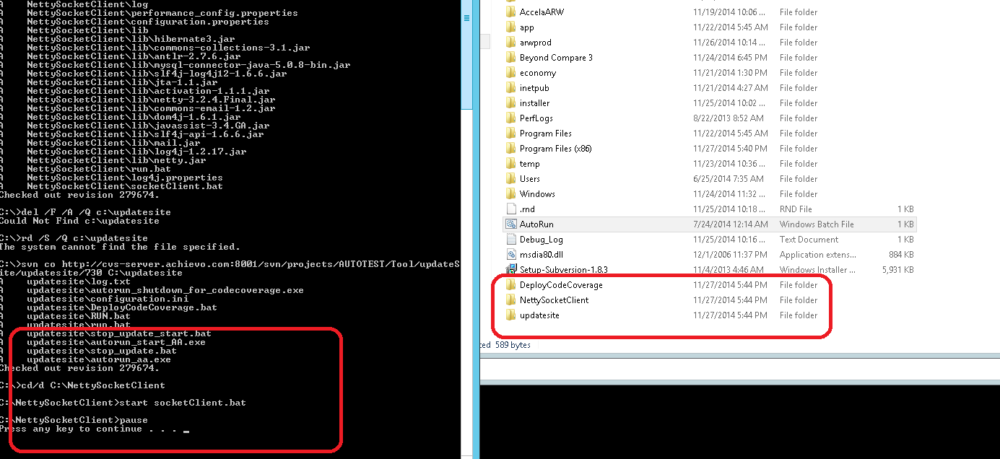 A    NettySocketClient\log
A    NettySocketClient\performance_config.properties
A    NettySocketClient\configuration.properties
A    NettySocketClient\lib
A    NettySocketClient\lib\hibernate3.jar
A    NettySocketClient\lib\commons-collections-3.1.jar
A    NettySocketClient\lib\antlr-2.7.6.jar
A    NettySocketClient\lib\mysql-connector-java-5.0.8-bin.jar
A    NettySocketClient\lib\slf4j-log4j12-1.6.6.jar
A    NettySocketClient\lib\jta-1.1.jar
A    NettySocketClient\lib\activation-1.1.1.jar
A    NettySocketClient\lib\netty-3.2.4.Final.jar
A    NettySocketClient\lib\commons-email-1.2.jar
A    NettySocketClient\lib\dom4j-1.6.1.jar
A    NettySocketClient\lib\javassist-3.4.GA.jar
A    NettySocketClient\lib\slf4j-api-1.6.6.jar
A    NettySocketClient\lib\mail.jar
A    NettySocketClient\lib\log4j-1.2.17.jar
A    NettySocketClient\lib\netty.jar
A    NettySocketClient\run.bat
A    NettySocketClient\log4j.properties
A    NettySocketClient\socketClient.bat
Checked out revision 279674.
C:\>del /F /A /Q c:\updatesite
Could Not Find c:\updatesite
C:\>rd /S /Q c:\updatesite
The system cannot find the file specified.
C:\>svn co http://cvs-server.achievo.com:8001/svn/projects/AUTOTEST/Tool/updateS
ite/updatesite/730 C:\updatesite
A    updatesite\log.txt
A    updatesite\autorun_shutdown_for_codecoverage.exe
A    updatesite\configuration.ini
A    updatesite\DeployCodeCoverage.bat
A    updatesite\RUN.bat
A    updatesite\run.bat
A    updatesite\stop_update_start.bat
A    updatesite\autorun_start_AA.exe
A    updatesite\stop_update.bat
A    updatesite\autorun_aa.exe
Checked out revision 279674.
C:\>cd/d C:\NettySocketClient
C:\NettySocketClient>start socketClient.bat
C:\NettySocketClient>pause
Press any key to continue . . . _
AccelaARW 11/19/2014 10:06 ... File folder
app 11/22/2014 5:45 AM File folder
arwprod 11/26/2014 10:14 ... File folder
Beyond Compare 3 11/24/2014 6:45 PM File folder
economy 11/21/2014 1:30 PM File folder
inetpub 11/21/2014 4:27 AM File folder
installer 11/25/2014 10:02 ... File folder
PerfLogs 8/22/2013 8:52 AM File folder
Program Files 11/22/2014 5:45 AM File folder
Program Files (x86) 11/27/2014 5:40 PM File folder
temp 11/23/2014 10:36 ... File folder
Users 6/25/2014 7:35 AM File folder
Windows 11/24/2014 11:32 ... File folder
.rnd 11/25/2014 10:18 ... RND File 1 KB
AutoRun 7/24/2014 12:14 AM Windows Batch File 1 KB
Debug_Log 11/25/2014 10:16 ... Text Document 1 KB
msdia80.dll 12/1/2006 11:37 PM Application extens... 884 KB
Setup-Subversion-1.8.3 11/4/2013 4:46 AM Windows Installer ... 5,931 KB
DeployCodeCoverage 11/27/2014 5:44 PM File folder
NettySocketClient 11/27/2014 5:44 PM File folder
updatesite 11/27/2014 5:44 PM File folder
ted 589 bytes